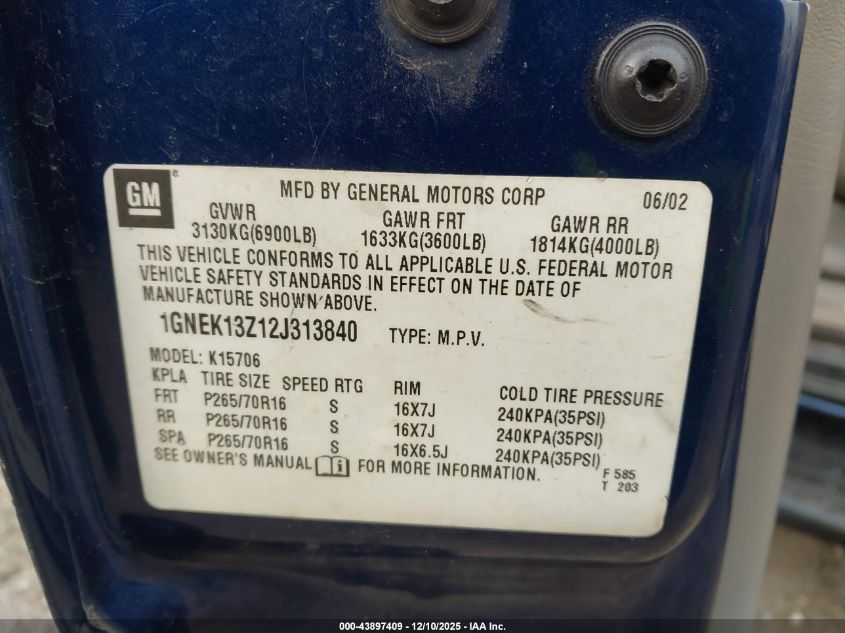 GM MFD BY GENERAL MOTORS CORP 06/02
GVWR GAWR FRT GAWR RR
3130KG(6900LB) 1633KG(3600LB) 1814KG(4000LB)
THIS VEHICLE CONFORMS TO ALL APPLICABLE U.S. FEDERAL MOTOR
VEHICLE SAFETY STANDARDS IN EFFECT ON THE DATE OF
MANUFACTURE SHOWN ABOVE.
1GNEK13Z12J313840 TYPE: M.P.V.
MODEL: K15706
KPLA TIRE SIZE SPEED RTG RIM COLD TIRE PRESSURE
FRT P265/70R16 S 16X7J 240KPA(35PSI)
RR P265/70R16 S 16X7J 240KPA(35PSI)
SPA P265/70R16 S 16X6.5J 240KPA(35PSI)
SEE OWNER'S MANUAL i FOR MORE INFORMATION. F 585
T 203
000-43897409 - 12/10/2025 - IAA Inc.